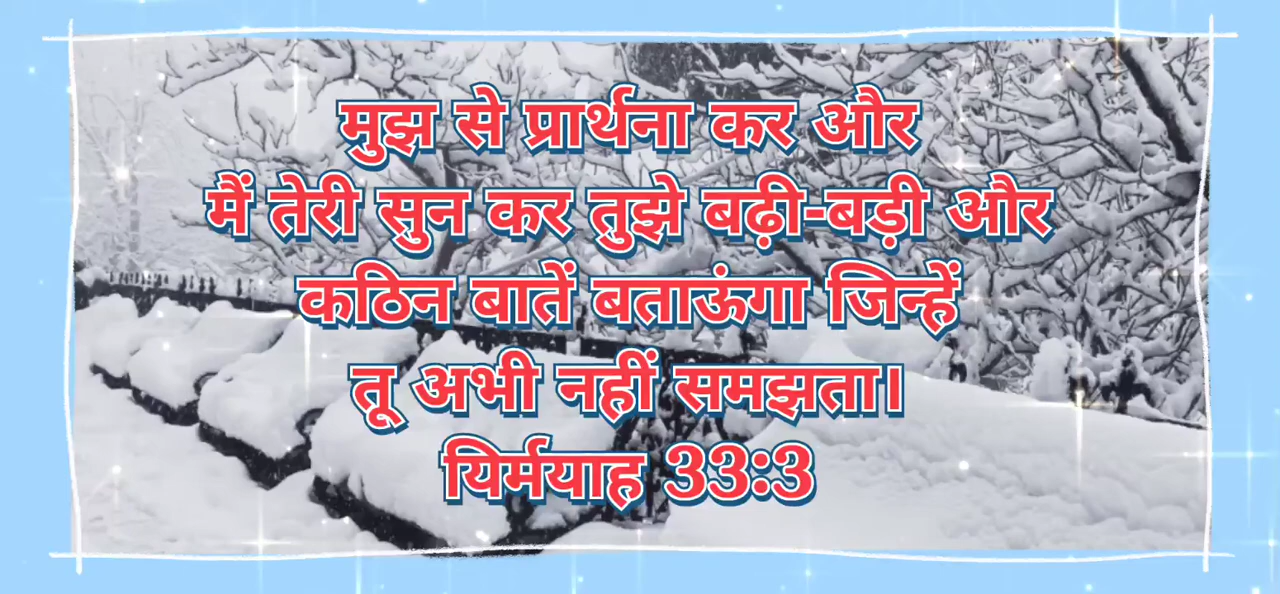 मुझ से प्रार्थना कर और
मैं तेरी सुन कर तुझे बढ़ी-बड़ी और
कठिन बातें बताऊंगा जिन्हें
तू अभी नहीं समझता।
यिर्मयाह 33:3